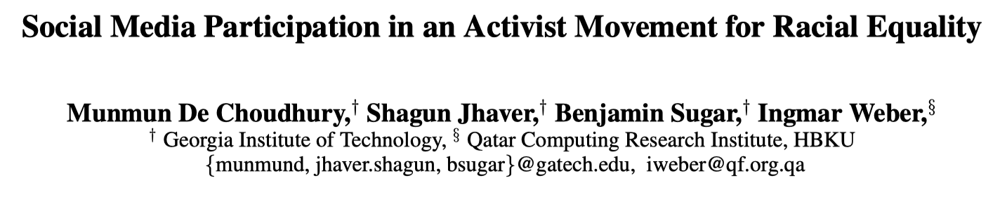 Social Media Participation in an Activist Movement for Racial Equality
Munmun De Choudhury,† Shagun Jhaver,† Benjamin Sugar,† Ingmar Weber,§
† Georgia Institute of Technology, § Qatar Computing Research Institute, HBKU
{munmund, jhaver.shagun, bsugar}@gatech.edu, iweber@qf.org.qa